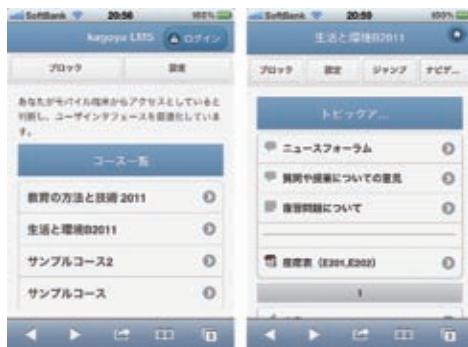 SoftBank 20:56 100%
kagoya LMS ログイン
ブロック 設定
あなたがモバイル端末からアクセスとしていると
判断し、ユーザインタフェースを最適化していま
す。
コース一覧
教育の方法と技術 2011
生活と環境B2011
サンプルコース2
サンプルコース
SoftBank 20:59 100%
生活と環境B2011
ブロック 設定 ジャンプ ナビゲ...
トピックア...
ニュースフォーラム
質問や授業についての意見
復習問題について
座席表（E201,E202）
1